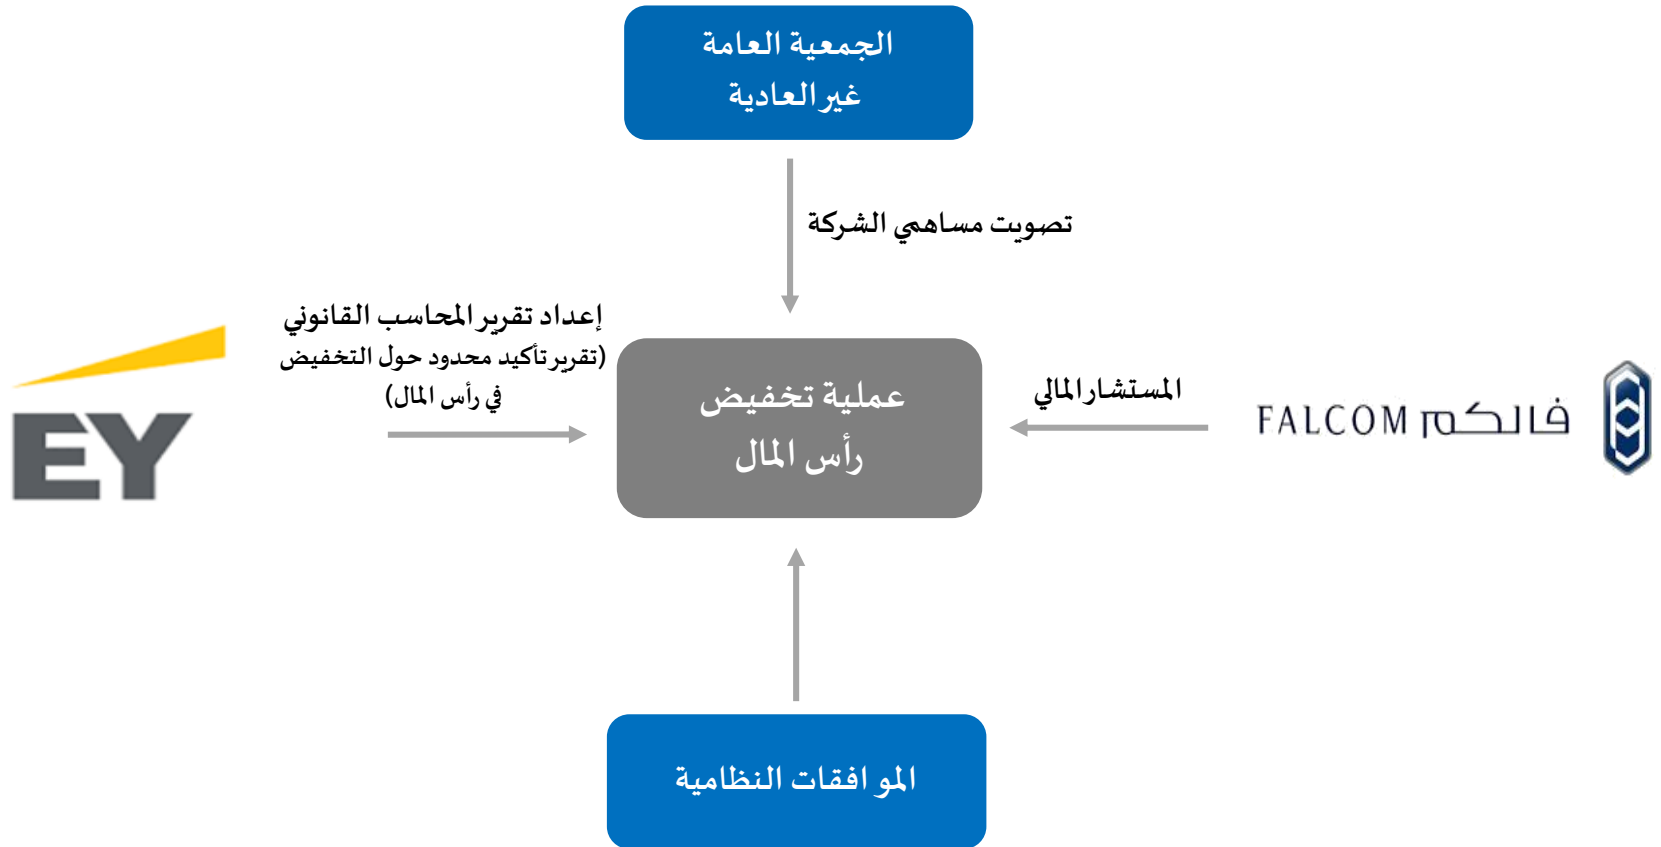 الجمعية العامة
غير العادية
تصويت مساهمي الشركة
إعداد تقرير المحاسب القانوني
(تقرير تأكيد محدود حول التخفيض
في رأس المال)
EY
عملية تخفيض
رأس المال
المستشار المالي
FALCOM فالكم
الموافقات النظامية